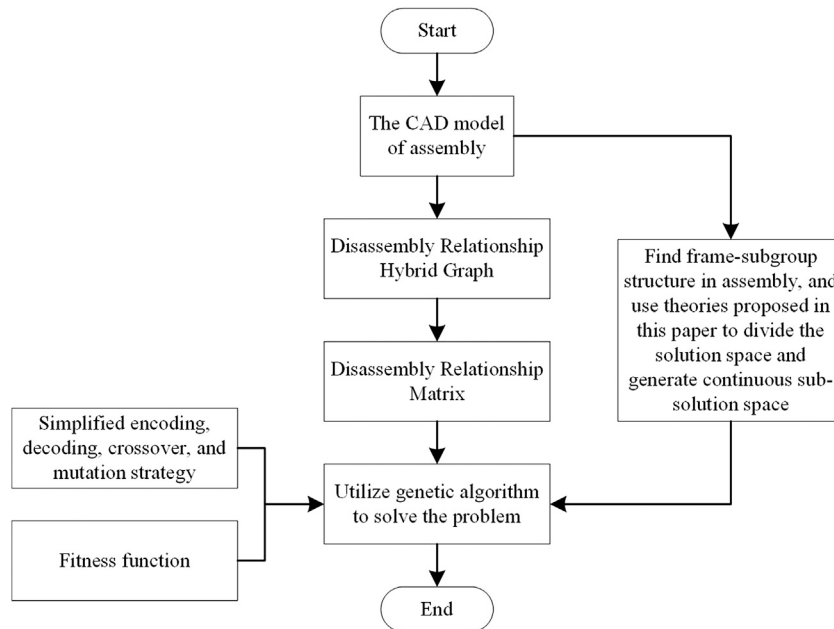 Start
The CAD model
of assembly
Disassembly Relationship
Hybrid Graph
Find frame-subgroup
structure in assembly, and
use theories proposed in
this paper to divide the
solution space and
generate continuous sub-
solution space
Disassembly Relationship
Matrix
Simplified encoding,
decoding, crossover, and
mutation strategy
Utilize genetic algorithm
to solve the problem
Fitness function
End